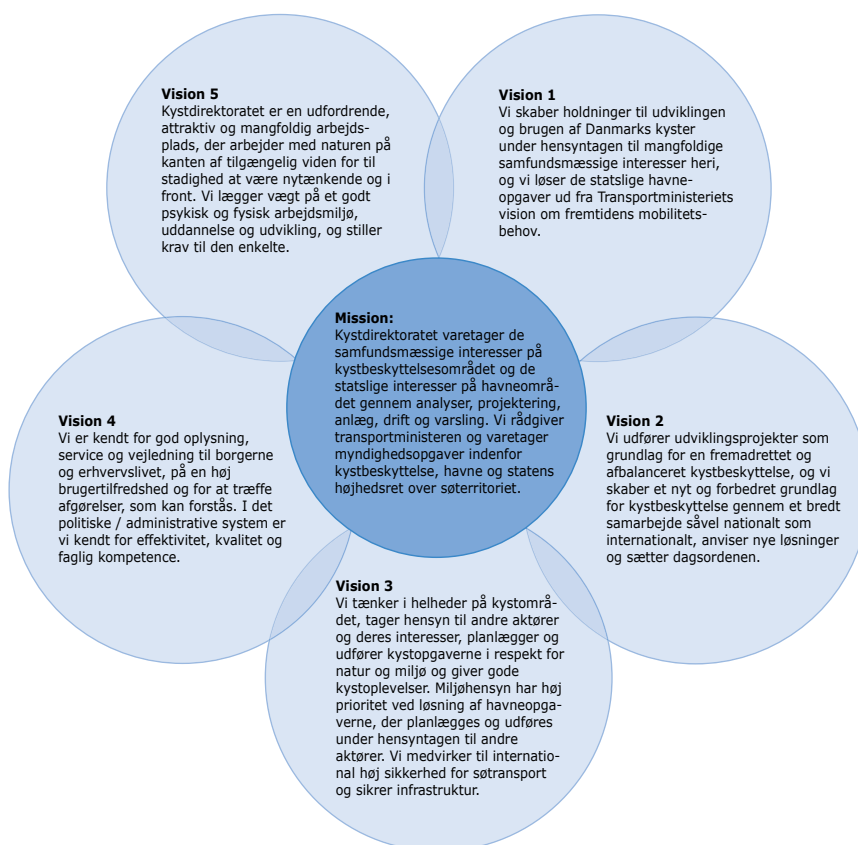 Vision 5
Kystdirektoratet er en udfordrende,
attraktiv og mangfoldig arbejds-
plads, der arbejder med naturen på
kanten af tilgængelig viden for til
stadighed at være nytænkende og i
front. Vi lægger vægt på et godt
psykisk og fysisk arbejdsmiljø,
uddannelse og udvikling, og stiller
krav til den enkelte.
Vision 1
Vi skaber holdninger til udviklingen
og brugen af Danmarks kyster
under hensyntagen til mangfoldige
samfundsmæssige interesser heri,
og vi løser de statslige havne-
opgaver ud fra Transportministeriets
vision om fremtidens mobilitets-
behov.
Mission:
Kystdirektoratet varetager de
samfundsmæssige interesser på
kystbeskyttelsesområdet og de
statslige interesser på havneområ-
det gennem analyser, projektering,
anlæg, drift og varsling. Vi rådgiver
transportministeren og varetager
myndighedsopgaver indenfor
kystbeskyttelse, havne og statens
højhedsret over søterritoriet.
Vision 4
Vi er kendt for god oplysning,
service og vejledning til borgerne
og erhvervslivet, på en høj
brugertilfredshed og for at træffe
afgørelser, som kan forstås. I det
politiske / administrative system er
vi kendt for effektivitet, kvalitet og
faglig kompetence.
Vision 2
Vi udfører udviklingsprojekter som
grundlag for en fremadrettet og
afbalanceret kystbeskyttelse, og vi
skaber et nyt og forbedret grundlag
for kystbeskyttelse gennem et bredt
samarbejde såvel nationalt som
internationalt, anviser nye løsninger
og sætter dagsordenen.
Vision 3
Vi tænker i helheder på kystområ-
det, tager hensyn til andre aktører
og deres interesser, planlægger og
udfører kystopgaverne i respekt for
natur og miljø og giver gode
kystoplevelser. Miljøhensyn har høj
prioritet ved løsning af havneopga-
verne, der planlægges og udføres
under hensyntagen til andre
aktører. Vi medvirker til internatio-
nal høj sikkerhed for søtransport
og sikrer infrastruktur.